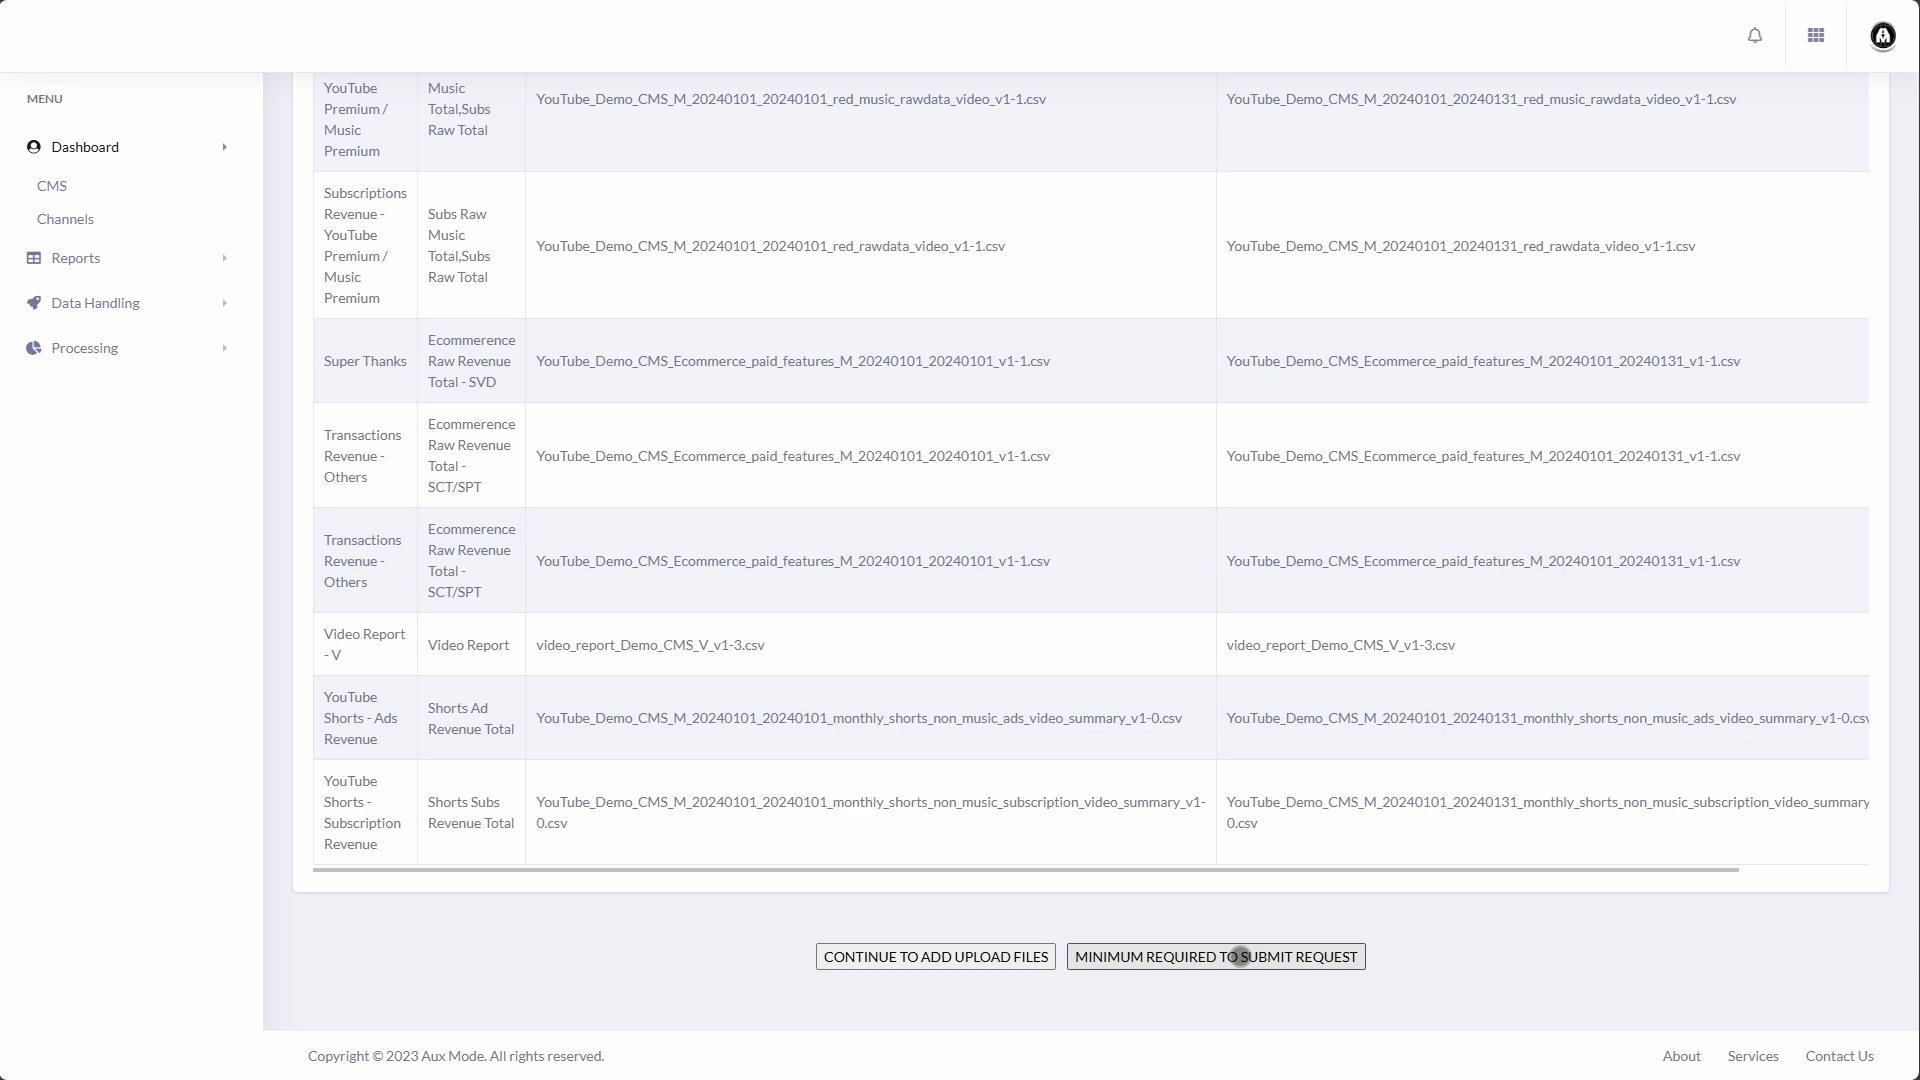 MENU
Dashboard
CMS
Channels
Reports
Data Handling
Processing
YouTube
Premium /
Music
Premium
Music
Total,Subs
Raw Total
YouTube_Demo_CMS_M_20240101_20240101_red_music_rawdata_video_v1-1.csv
YouTube_Demo_CMS_M_20240101_20240131_red_music_rawdata_video_v1-1.csv
Subscriptions
Revenue -
YouTube
Premium /
Music
Premium
Subs Raw
Music
Total,Subs
Raw Total
YouTube_Demo_CMS_M_20240101_20240101_red_rawdata_video_v1-1.csv
YouTube_Demo_CMS_M_20240101_20240131_red_rawdata_video_v1-1.csv
Super Thanks
Ecommerence
Raw Revenue
Total - SVD
YouTube_Demo_CMS_Ecommerce_paid_features_M_20240101_20240101_v1-1.csv
YouTube_Demo_CMS_Ecommerce_paid_features_M_20240101_20240131_v1-1.csv
Transactions
Revenue -
Others
Ecommerence
Raw Revenue
Total -
SCT/SPT
YouTube_Demo_CMS_Ecommerce_paid_features_M_20240101_20240101_v1-1.csv
YouTube_Demo_CMS_Ecommerce_paid_features_M_20240101_20240131_v1-1.csv
Transactions
Revenue -
Others
Ecommerence
Raw Revenue
Total -
SCT/SPT
YouTube_Demo_CMS_Ecommerce_paid_features_M_20240101_20240101_v1-1.csv
YouTube_Demo_CMS_Ecommerce_paid_features_M_20240101_20240131_v1-1.csv
Video Report
- V
Video Report
video_report_Demo_CMS_V_v1-3.csv
video_report_Demo_CMS_V_v1-3.csv
YouTube
Shorts - Ads
Revenue
Shorts Ad
Revenue Total
YouTube_Demo_CMS_M_20240101_20240101_monthly_shorts_non_music_ads_video_summary_v1-0.csv
YouTube_Demo_CMS_M_20240101_20240131_monthly_shorts_non_music_ads_video_summary_v1-0.csv
YouTube
Shorts -
Subscription
Revenue
Shorts Subs
Revenue Total
YouTube_Demo_CMS_M_20240101_20240101_monthly_shorts_non_music_subscription_video_summary_v1-
0.csv
YouTube_Demo_CMS_M_20240101_20240131_monthly_shorts_non_music_subscription_video_summary
0.csv
CONTINUE TO ADD UPLOAD FILES
MINIMUM REQUIRED TO SUBMIT REQUEST
Copyright © 2023 Aux Mode. All rights reserved.
About
Services
Contact Us